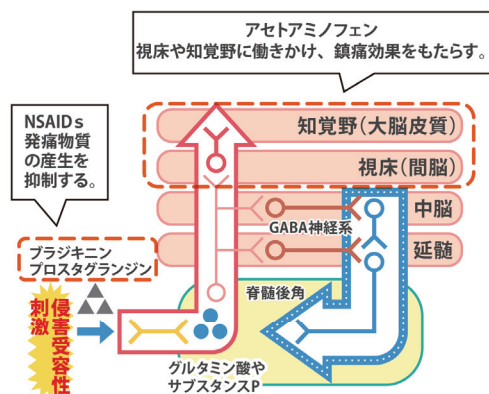 アセトアミノフェン
視床や知覚野に働きかけ、鎮痛効果をもたらす。
NSAIDs
発痛物質
の産生を
抑制する。
知覚野（大脳皮質）
視床（間脳）
中脳
GABA神経系
延髄
ブラジキニン
プロスタグランジン
脊髄後角
侵害受容性
刺激
グルタミン酸や
サブスタンスP